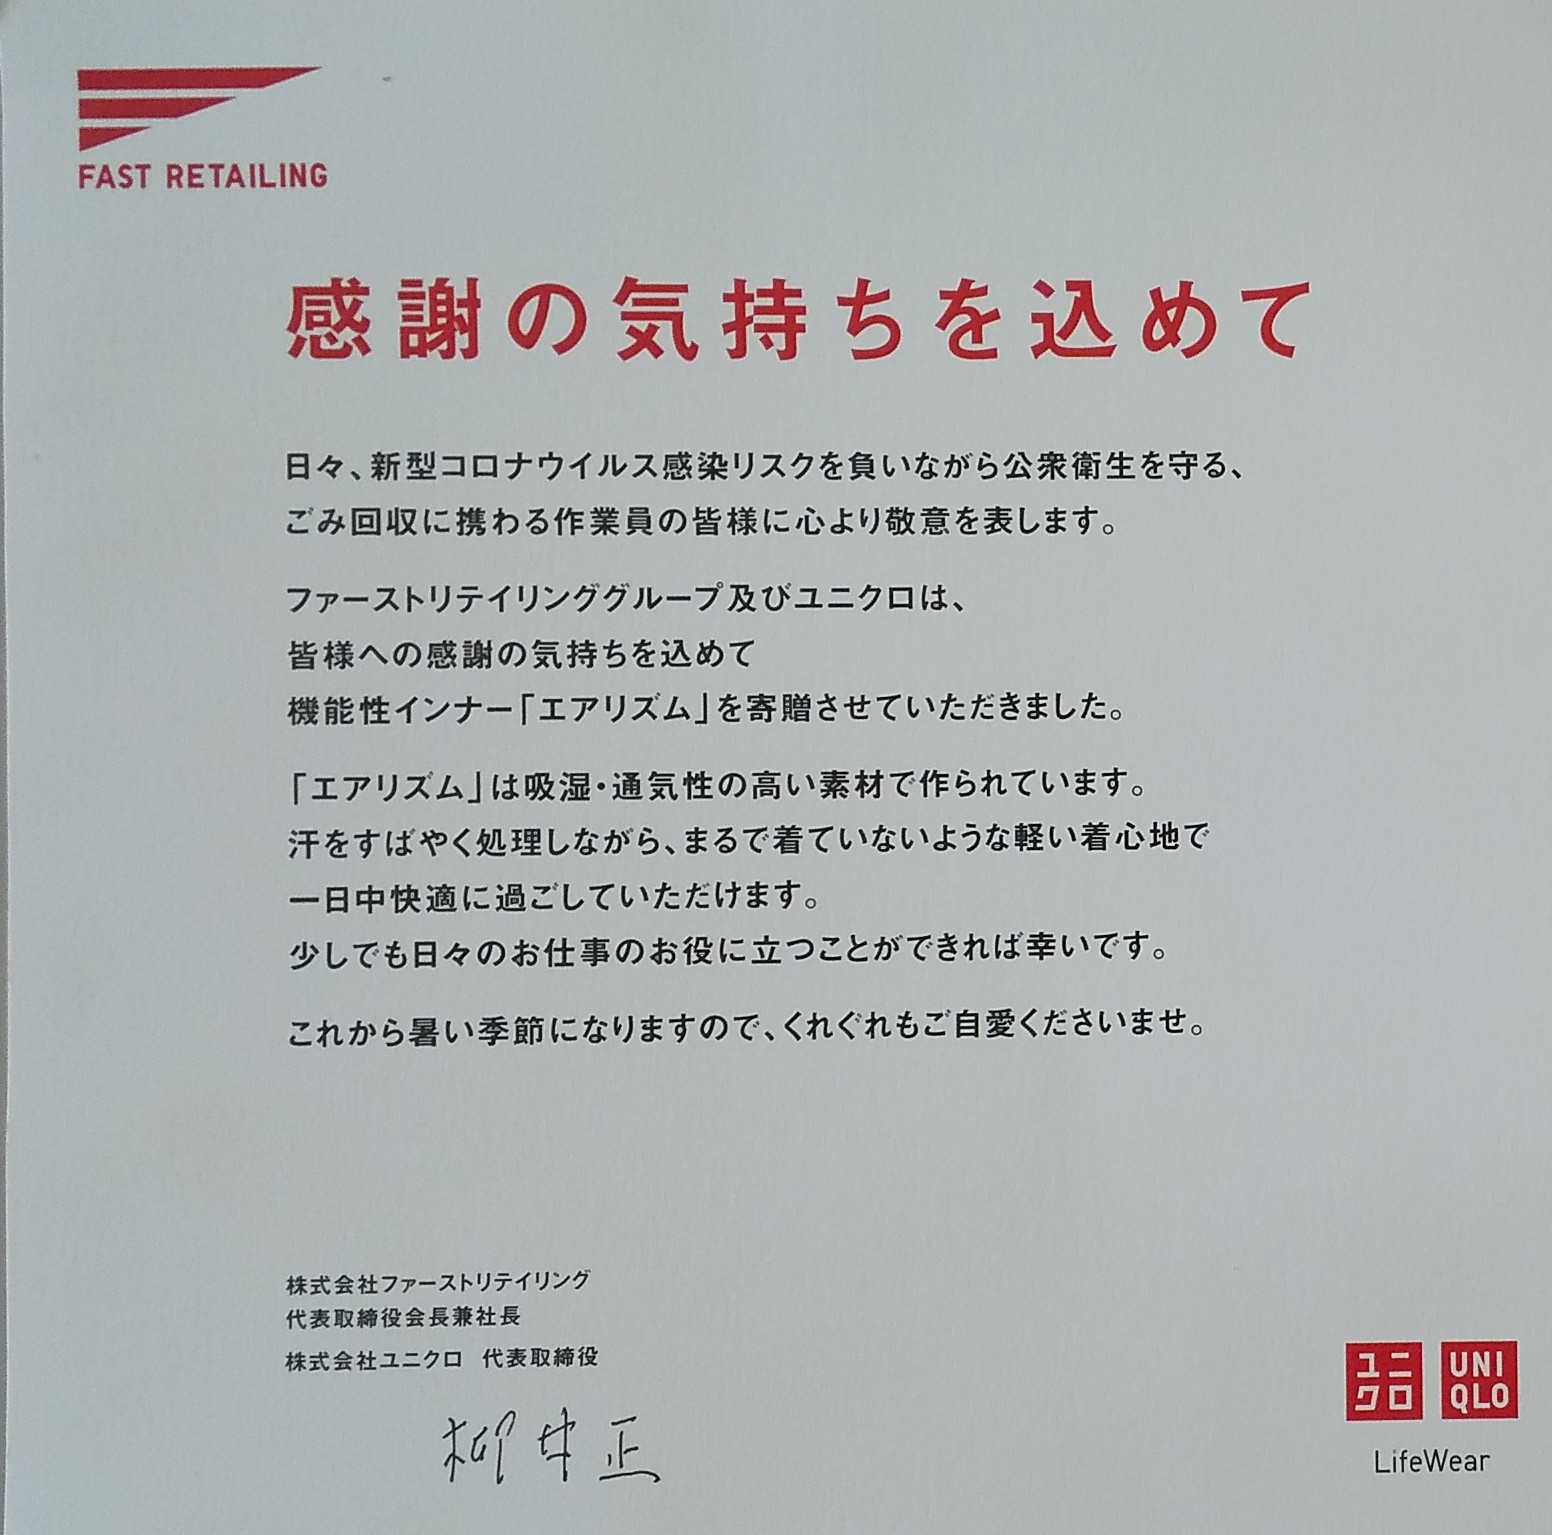 FAST RETAILING
感謝の気持ちを込めて
日々、新型コロナウイルス感染リスクを負いながら公衆衛生を守る、
ごみ回収に携わる作業員の皆様に心より敬意を表します。
ファーストリテイリンググループ及びユニクロは、
皆様への感謝の気持ちを込めて
機能性インナー「エアリズム」を寄贈させていただきました。
「エアリズム」は吸湿・通気性の高い素材で作られています。
汗をすばやく処理しながら、まるで着ていないような軽い着心地で
一日中快適に過ごしていただけます。
少しでも日々のお仕事のお役に立つことができれば幸いです。
これから暑い季節になりますので、くれぐれもご自愛くださいませ。
株式会社ファーストリテイリング
代表取締役会長兼社長
株式会社ユニクロ 代表取締役
柳井正
ユニ UNI
クロ QLO
LifeWear